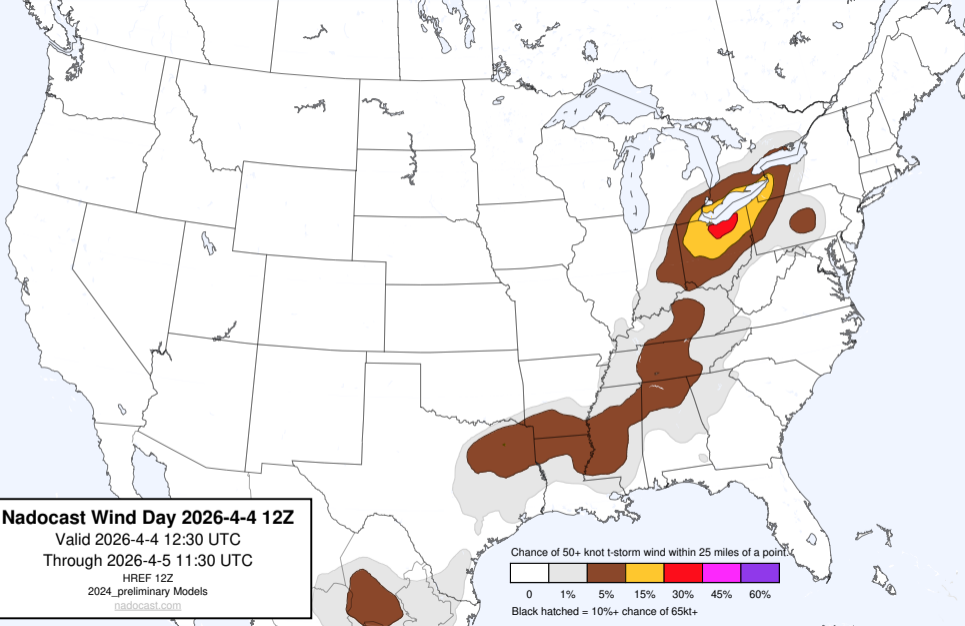 Nadocast Wind Day 2026-4-4 12Z
Valid 2026-4-4 12:30 UTC
Through 2026-4-5 11:30 UTC
HREF 12Z
2024_preliminary Models
nadocast.com
Chance of 50+ knot t-storm wind within 25 miles of a point.
0 1% 5% 15% 30% 45% 60%
Black hatched = 10%+ chance of 65kt+